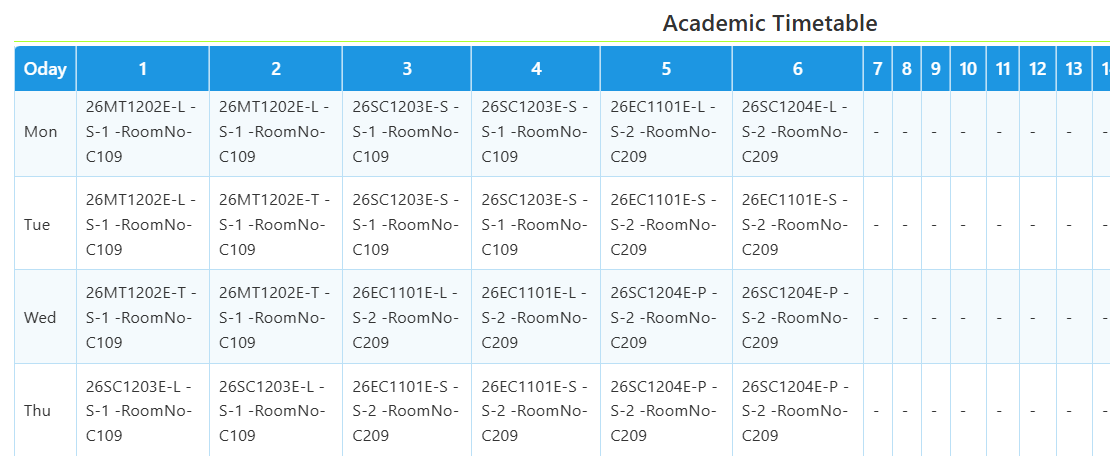 Academic Timetable
Oday 1 2 3 4 5 6 7 8 9 10 11 12 13
Mon 26MT1202E-L - S-1 -RoomNo- C109 26MT1202E-L - S-1 -RoomNo- C109 26SC1203E-S - S-1 -RoomNo- C109 26SC1203E-S - S-1 -RoomNo- C109 26EC1101E-L - S-2 -RoomNo- C209 26SC1204E-L - S-2 -RoomNo- C209 - - - - - - - -
Tue 26MT1202E-L - S-1 -RoomNo- C109 26MT1202E-T - S-1 -RoomNo- C109 26SC1203E-S - S-1 -RoomNo- C109 26SC1203E-S - S-1 -RoomNo- C109 26EC1101E-S - S-2 -RoomNo- C209 26EC1101E-S - S-2 -RoomNo- C209 - - - - - - - -
Wed 26MT1202E-T - S-1 -RoomNo- C109 26MT1202E-T - S-1 -RoomNo- C109 26EC1101E-L - S-2 -RoomNo- C209 26EC1101E-L - S-2 -RoomNo- C209 26SC1204E-P - S-2 -RoomNo- C209 26SC1204E-P - S-2 -RoomNo- C209 - - - - - - - -
Thu 26SC1203E-L - S-1 -RoomNo- C109 26SC1203E-L - S-1 -RoomNo- C109 26EC1101E-S - S-2 -RoomNo- C209 26EC1101E-S - S-2 -RoomNo- C209 26SC1204E-P - S-2 -RoomNo- C209 26SC1204E-P - S-2 -RoomNo- C209 - - - - - - - -